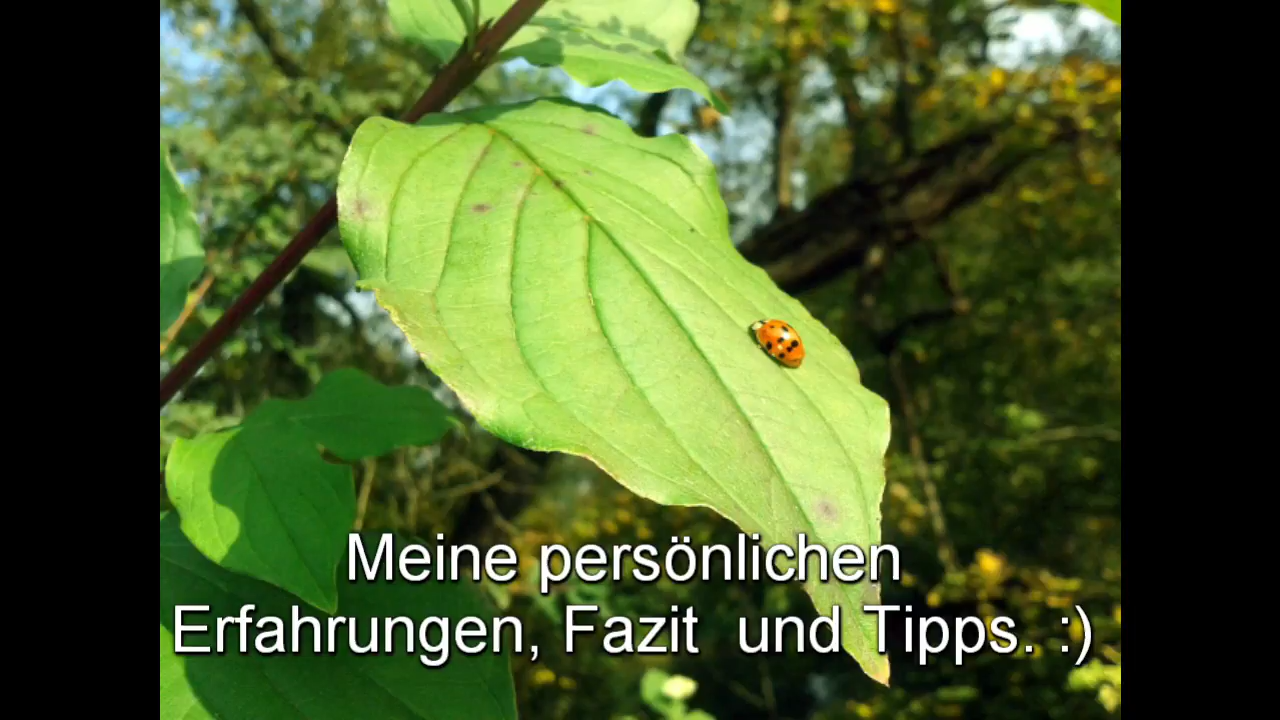 Meine persönlichen
Erfahrungen, Fazit  und Tipps. :)